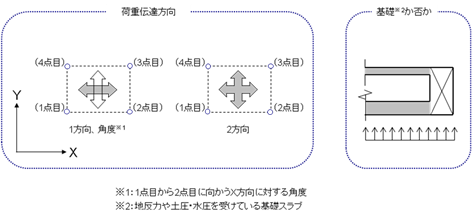 荷重伝達方向
基礎※2か否か
(4点目) (3点目) (4点目) (3点目)
Y
(1点目) (2点目) (1点目) (2点目)
1方向、角度※1 2方向
X
※1:1点目から2点目に向かうX方向に対する角度
※2:地反力や土圧・水圧を受けている基礎スラブ